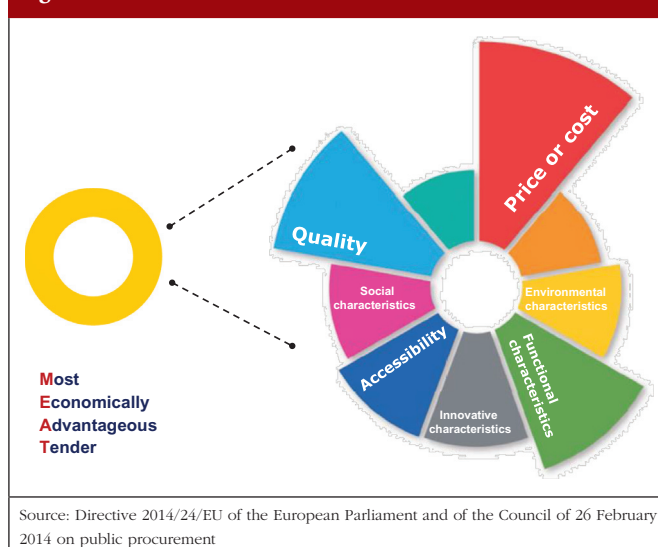 Price or cost
Quality
Social
characteristics
Environmental
characteristics
Accessibility
Functional
characteristics
Innovative
characteristics
Most
Economically
Advantageous
Tender
Source: Directive 2014/24/EU of the European Parliament and of the Council of 26 February
2014 on public procurement